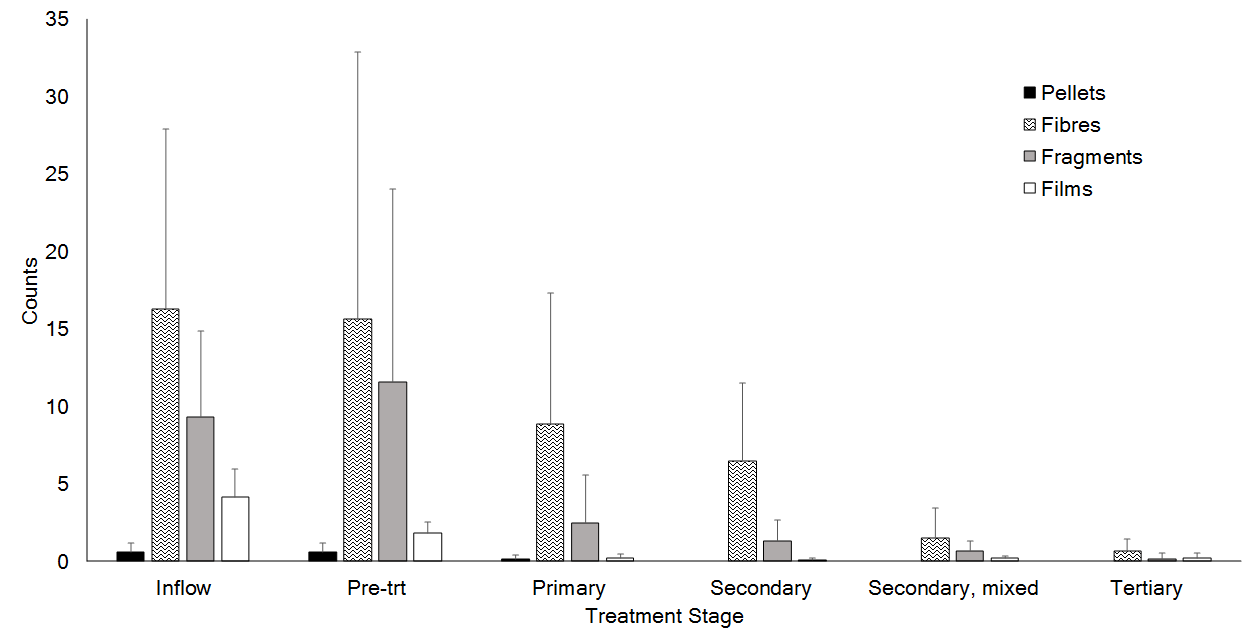 35
30
25
20
15
10
5
0
Counts
Pellets
Fibres
Fragments
Films
Inflow
Pre-trt
Primary
Secondary
Secondary, mixed
Tertiary
Treatment Stage